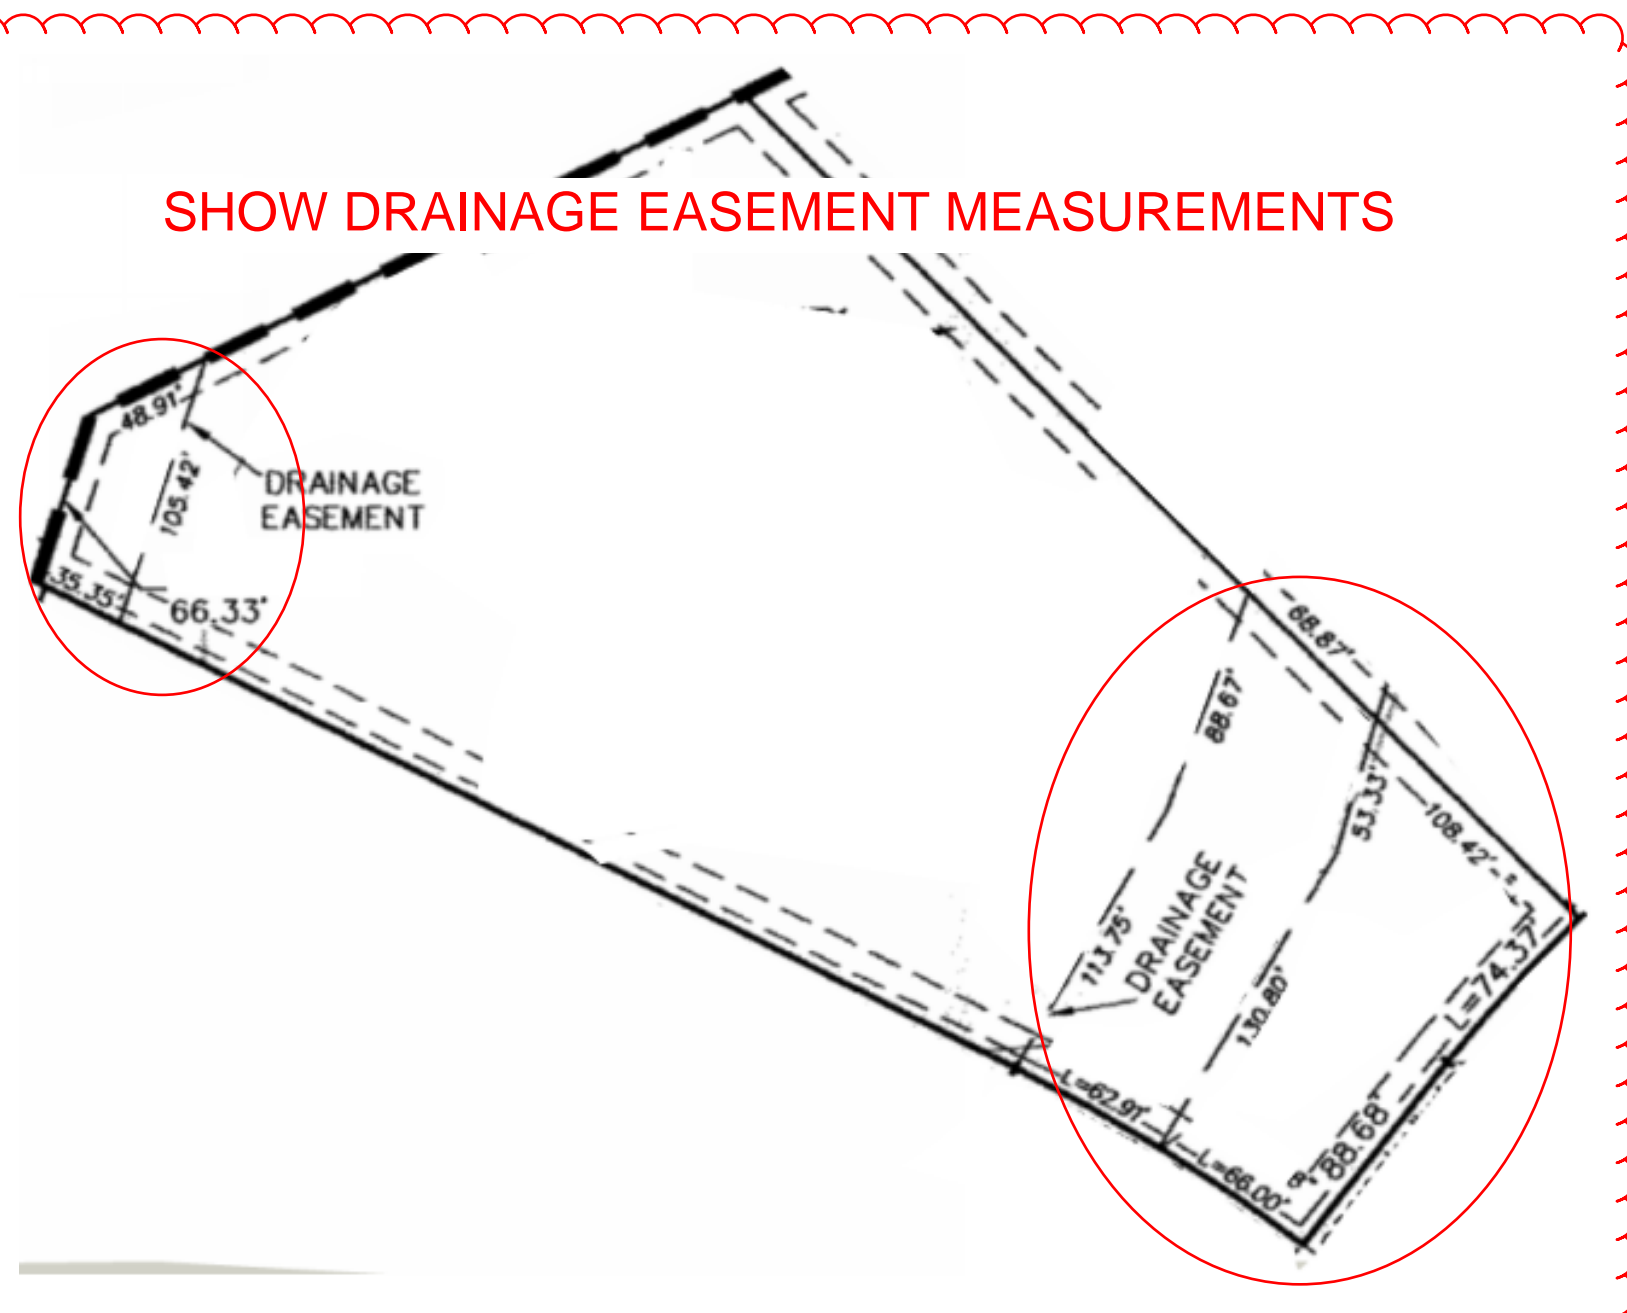 SHOW DRAINAGE EASEMENT MEASUREMENTS
48.91'
105.42'
DRAINAGE
EASEMENT
35.35'
66.33'
68.87'
88.67'
53.33'
108.42'
DRAINAGE
EASEMENT
113.75'
130.80'
L=74.37'
L=62.91'
88.68'
L=66.00'
8'